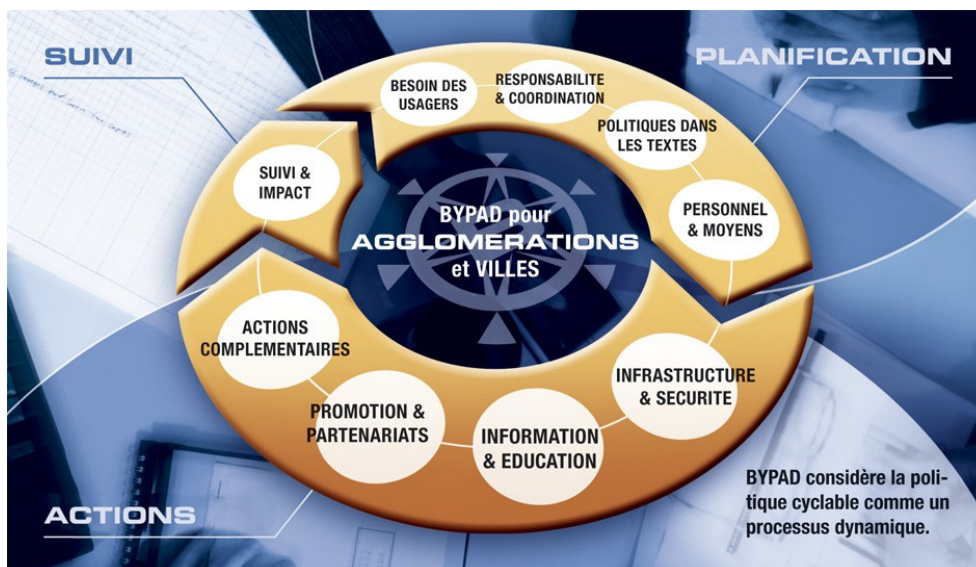 SUIVI
PLANIFICATION
BESOIN DES
USAGERS
RESPONSABILITE
& COORDINATION
POLITIQUES DANS
LES TEXTES
PERSONNEL
& MOYENS
SUIVI &
IMPACT
BYPAD pour
AGGLOMERATIONS
et VILLES
ACTIONS
COMPLEMENTAIRES
INFRASTRUCTURE
& SECURITE
PROMOTION &
PARTENARIATS
INFORMATION
& EDUCATION
ACTIONS
BYPAD considère la poli-
tique cyclable comme un
processus dynamique.